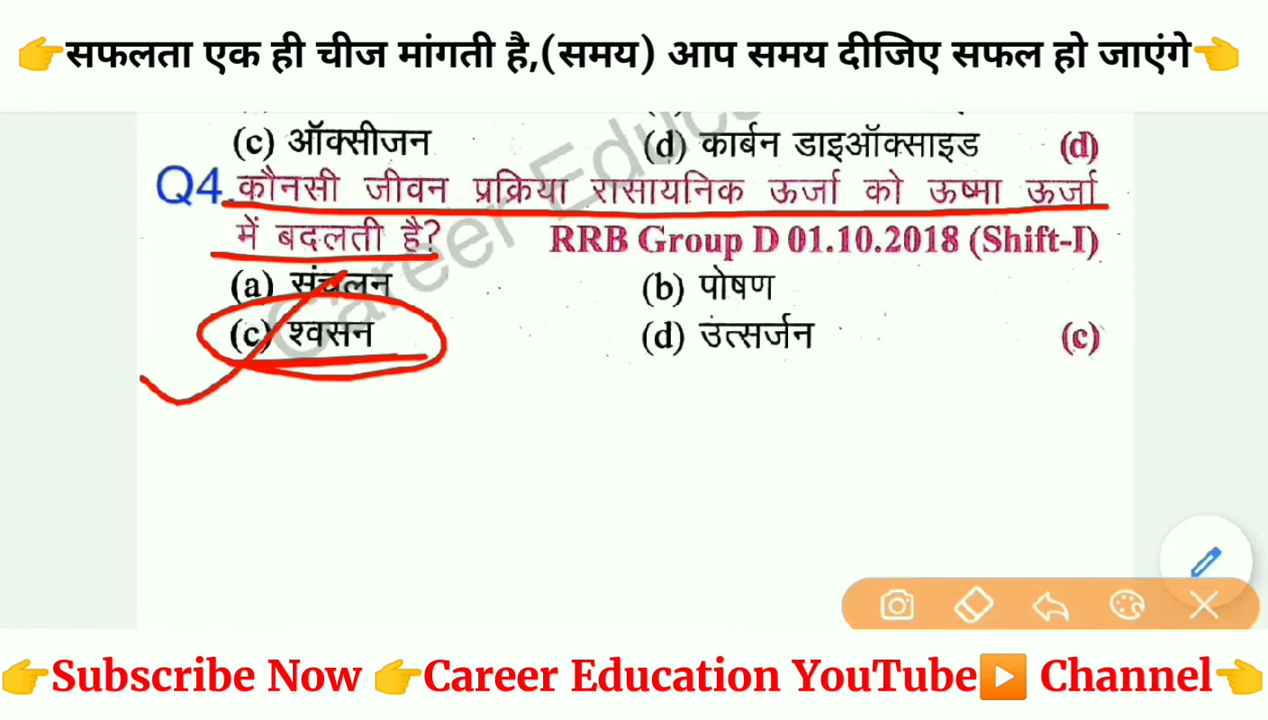 👉सफलता एक ही चीज मांगती है,(समय) आप समय दीजिए सफल हो जाएंगे👈
(c) ऑक्सीजन (d) कार्बन डाइऑक्साइड (d)
Q4. कौनसी जीवन प्रक्रिया रासायनिक ऊर्जा को ऊष्मा ऊर्जा
में बदलती है? RRB Group D 01.10.2018 (Shift-I)
(a) संचलन (b) पोषण
(c) श्वसन (d) उत्सर्जन (c)
Career Educa
👉Subscribe Now 👉Career Education YouTube▶️ Channel👈